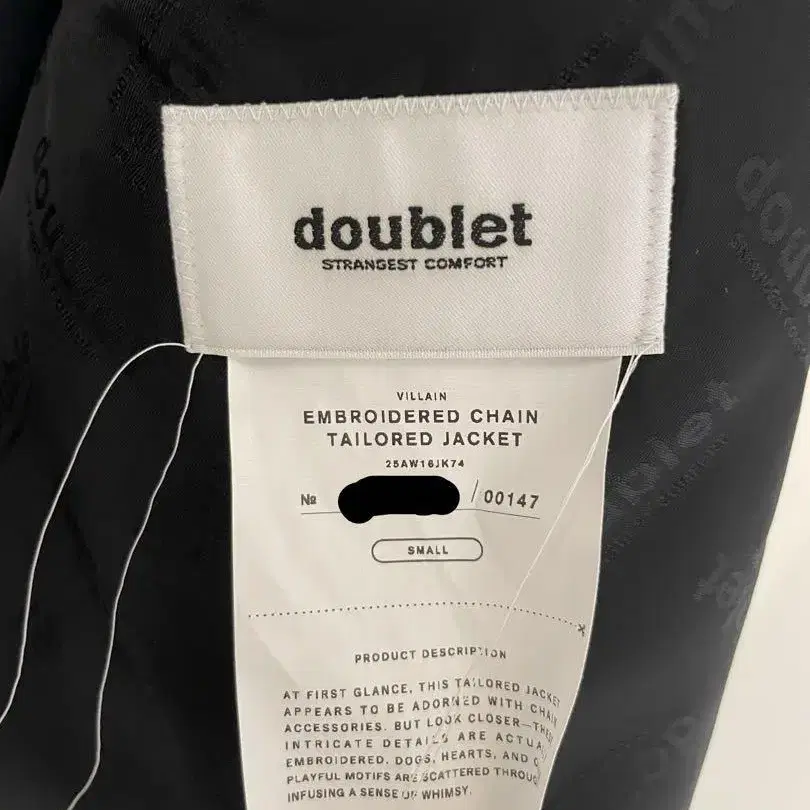 doublet
STRANGEST COMFORT
VILLAIN
EMBROIDERED CHAIN
TAILORED JACKET
25AW16JK74
№ /00147
SMALL
PRODUCT DESCRIPTION
AT FIRST GLANCE, THIS TAILORED JACKET
APPEARS TO BE ADORNED WITH CHAIN
ACCESSORIES. BUT LOOK CLOSER—THE
INTRICATE DETAILS ARE ACTUA
EMBROIDERED. DOGS, HEARTS, AND
PLAYFUL MOTIFS ARE SCATTERED THROUG
INFUSING A SENSE OF WHIMSY.